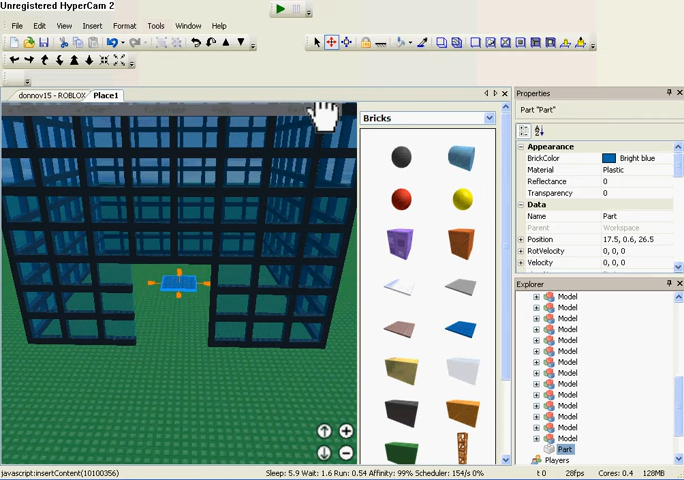 Unregistered HyperCam 2
File Edit View Insert Format Tools Window Help
donnov15 - ROBLOX Place1
Bricks
Properties
Part "Part"
Appearance
BrickColor Bright blue
Material Plastic
Reflectance 0
Transparency 0
Data
Name Part
Parent Workspace
Position 17.5, 0.6, 26.5
RotVelocity 0, 0, 0
Velocity 0, 0, 0
Explorer
Model
Model
Model
Model
Model
Model
Model
Model
Model
Model
Model
Part
Players
javascript:insertContent(10100356) Sleep: 5.9 Wait: 1.6 Run: 0.54 Affinity: 99% Scheduler: 154/s 0% t 0 28fps Cores: 0.4 128MB